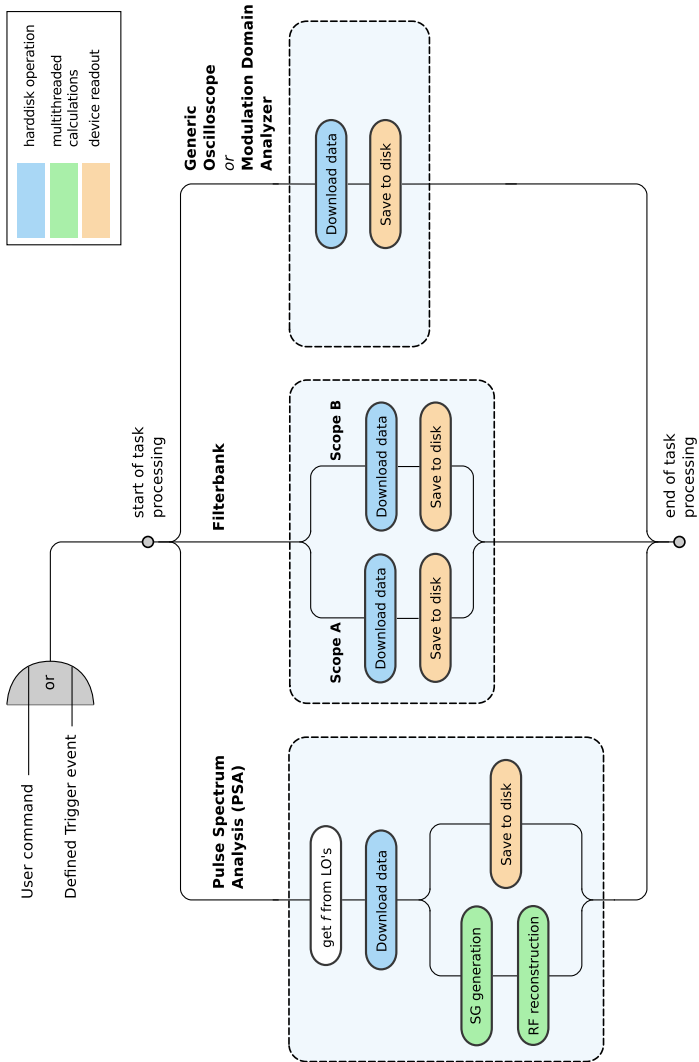 User command
Defined Trigger event
or
start of task
processing
harddisk operation
multithreaded
calculations
device readout
Pulse Spectrum
Analysis (PSA)
get f from LO's
Download data
SG generation
RF reconstruction
Save to disk
Filterbank
Scope A
Download data
Save to disk
Scope B
Download data
Save to disk
Generic
Oscilloscope
or
Modulation Domain
Analyzer
Download data
Save to disk
end of task
processing